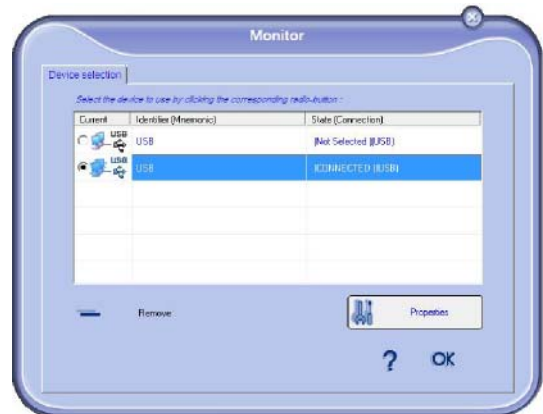 Monitor
Device selection
Select the device to use by clicking the corresponding radio-button :
Current Identifier (Mnemonic) State (Connection)
USB USB (Not Selected )(USB)
USB USB (CONNECTED )(USB)
Remove Properties
? OK